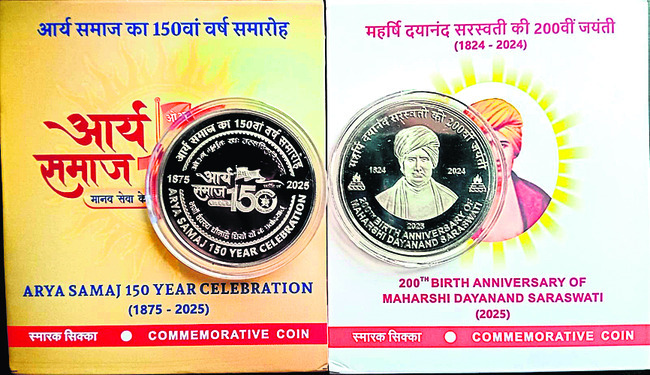 आर्य समाज का 150वां वर्ष समारोह
आर्य
समाज
मानव सेवा के
आर्य समाज का 150वां वर्ष समारोह
1875
आर्य
समाज 150
2025
ARYA SAMAJ 150 YEAR CELEBRATION
ARYA SAMAJ 150 YEAR CELEBRATION
(1875 - 2025)
स्मारक सिक्का • COMMEMORATIVE COIN
महर्षि दयानंद सरस्वती की 200वीं जयंती
(1824 - 2024)
महर्षि दयानंद सरस्वती की 200वीं जयंती
1824
2024
2025
200TH BIRTH ANNIVERSARY OF
MAHARSHI DAYANAND SARASWATI
200TH BIRTH ANNIVERSARY OF
MAHARSHI DAYANAND SARASWATI
(2025)
स्मारक सिक्का • COMMEMORATIVE COIN